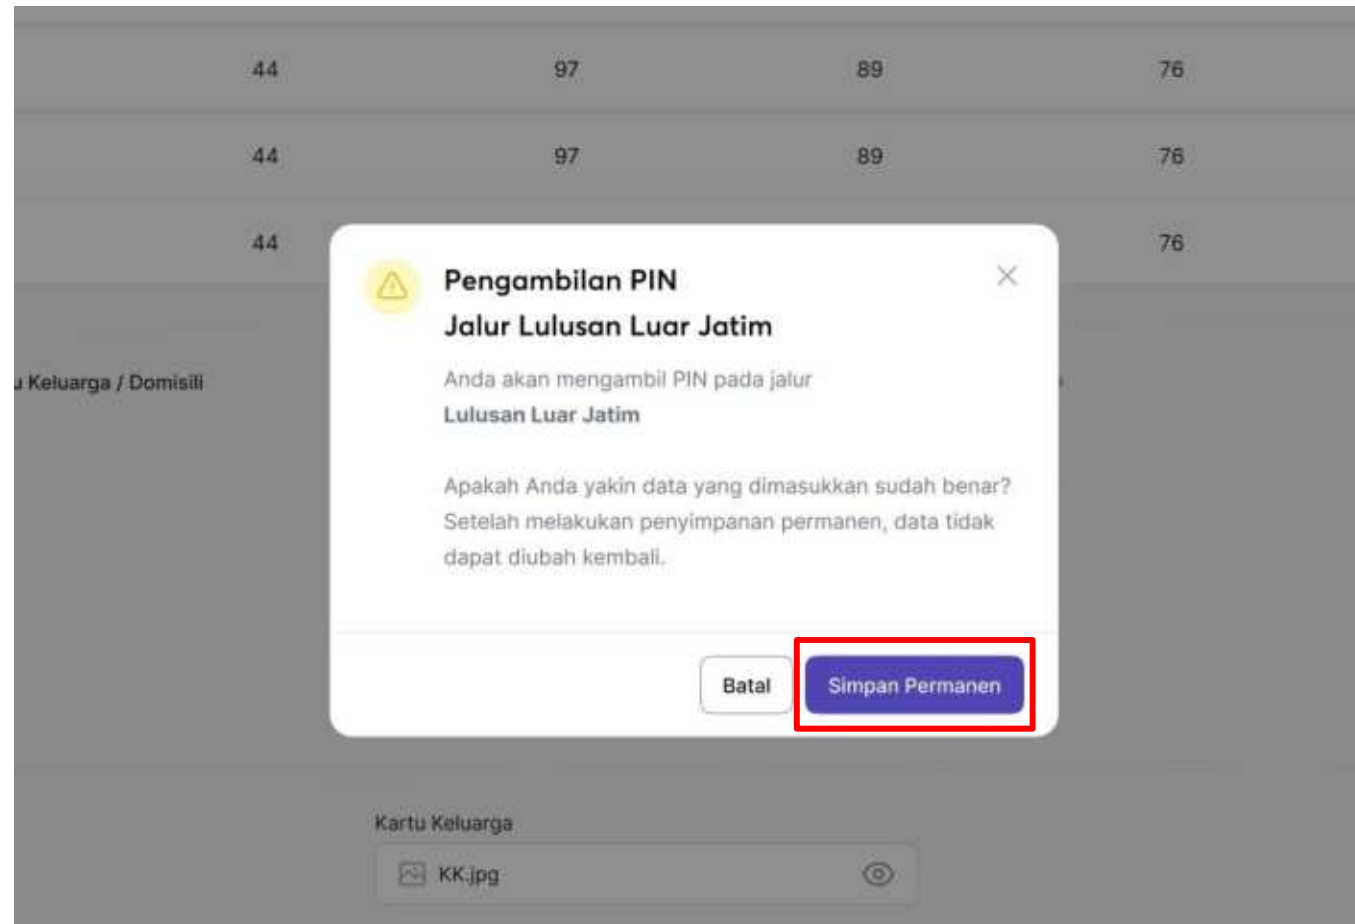 44 97 89 76
44 97 89 76
44 76
Pengambilan PIN
Jalur Lulusan Luar Jatim
Anda akan mengambil PIN pada jalur
Lulusan Luar Jatim
Keluarga / Domisili
Apakah Anda yakin data yang dimasukkan sudah benar?
Setelah melakukan penyimpanan permanen, data tidak
dapat diubah kembali.
Batal
Simpan Permanen
Kartu Keluarga
KK.jpg